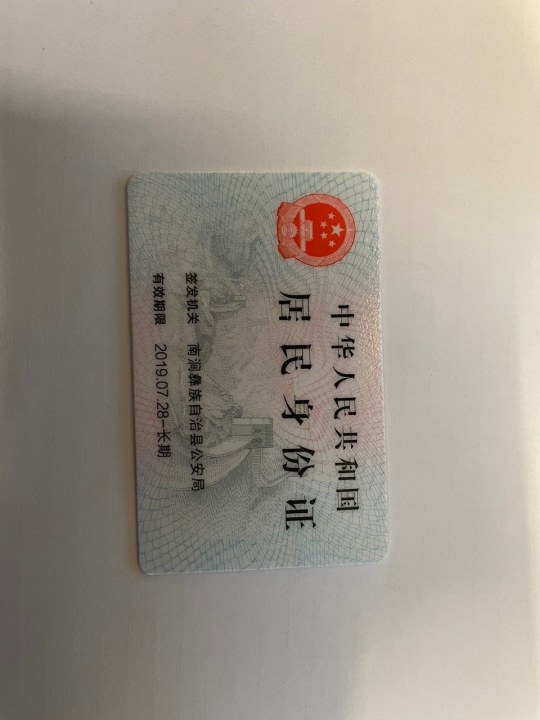 中华人民共和国
居民身份证
签发机关 南涧彝族自治县公安局
有效期限 2019.07.28-长期